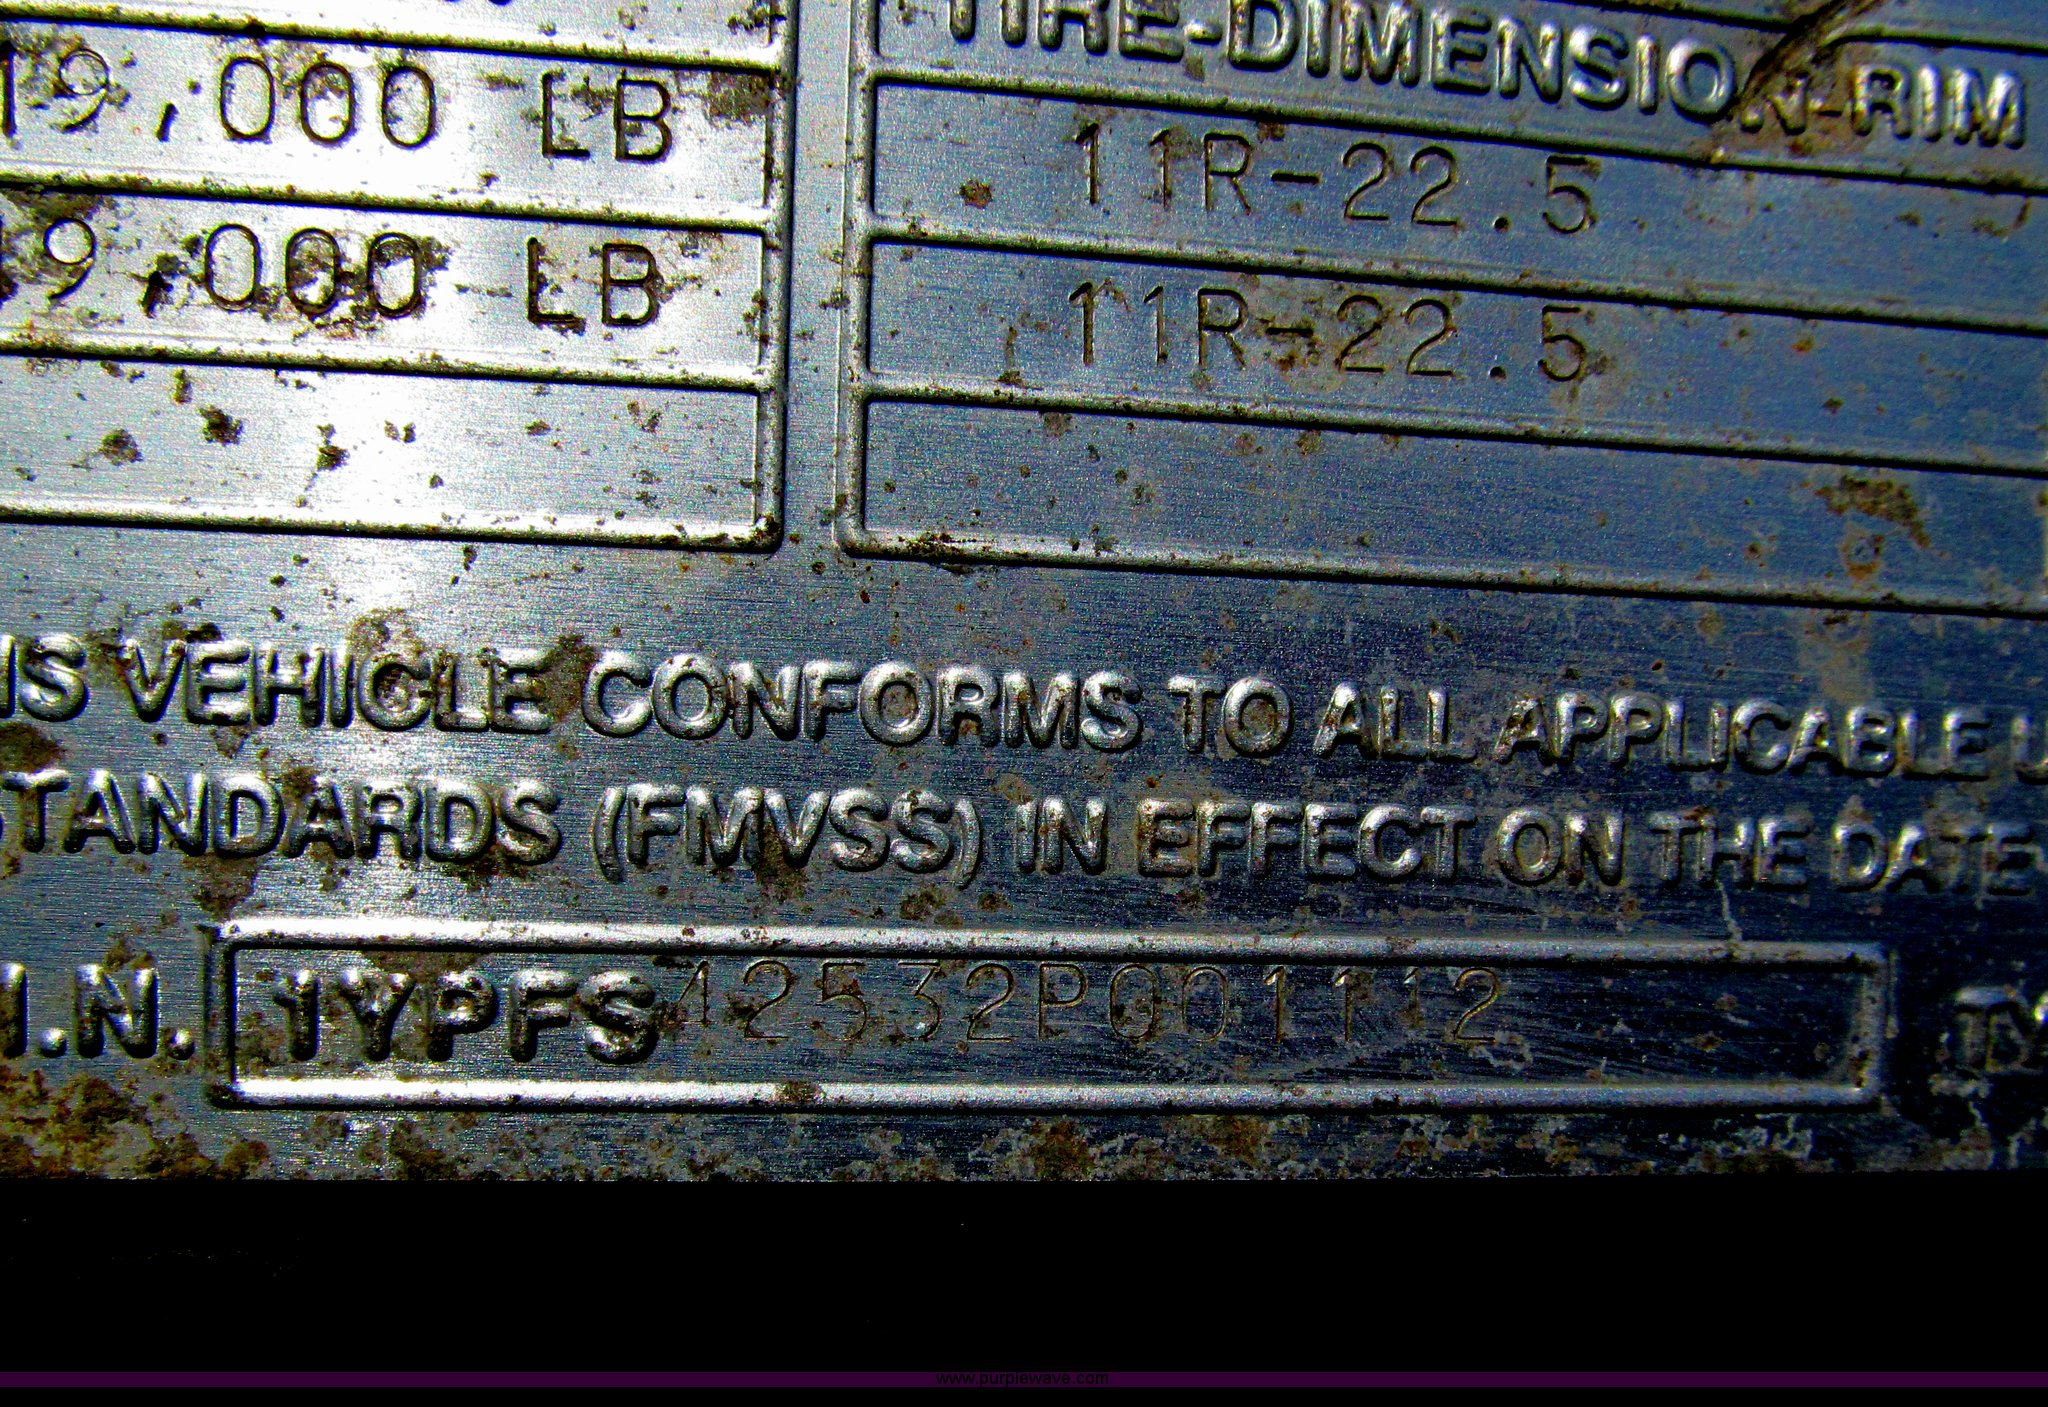 TIRE-DIMENSION-RIM
19,000 LB 11R-22.5
19,000 LB 11R-22.5
IS VEHICLE CONFORMS TO ALL APPLICABLE
STANDARDS (FMVSS) IN EFFECT ON THE DATE
I.N. 1YPFS42532P001112
www.purplewave.com